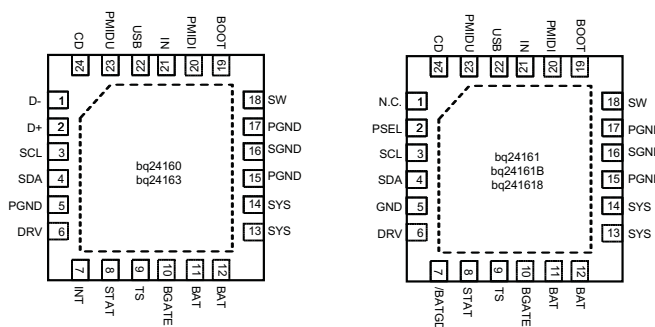 CD
PMIDU
USB
IN
PMIDI
BOOT
24
23
22
21
20
19
D- 1
D+ 2
SCL 3
SDA 4
PGND 5
DRV 6
bq24160
bq24163
18 SW
17 PGND
16 SGND
15 PGND
14 SYS
13 SYS
7
8
9
10
11
12
INT
STAT
TS
BGATE
BAT
BAT
CD
PMIDU
USB
IN
PMIDI
BOOT
24
23
22
21
20
19
N.C. 1
PSEL 2
SCL 3
SDA 4
GND 5
DRV 6
bq24161
bq24161B
bq241618
18 SW
17 PGND
16 SGND
15 PGND
14 SYS
13 SYS
7
8
9
10
11
12
STAT
TS
BGATE
BAT
BAT